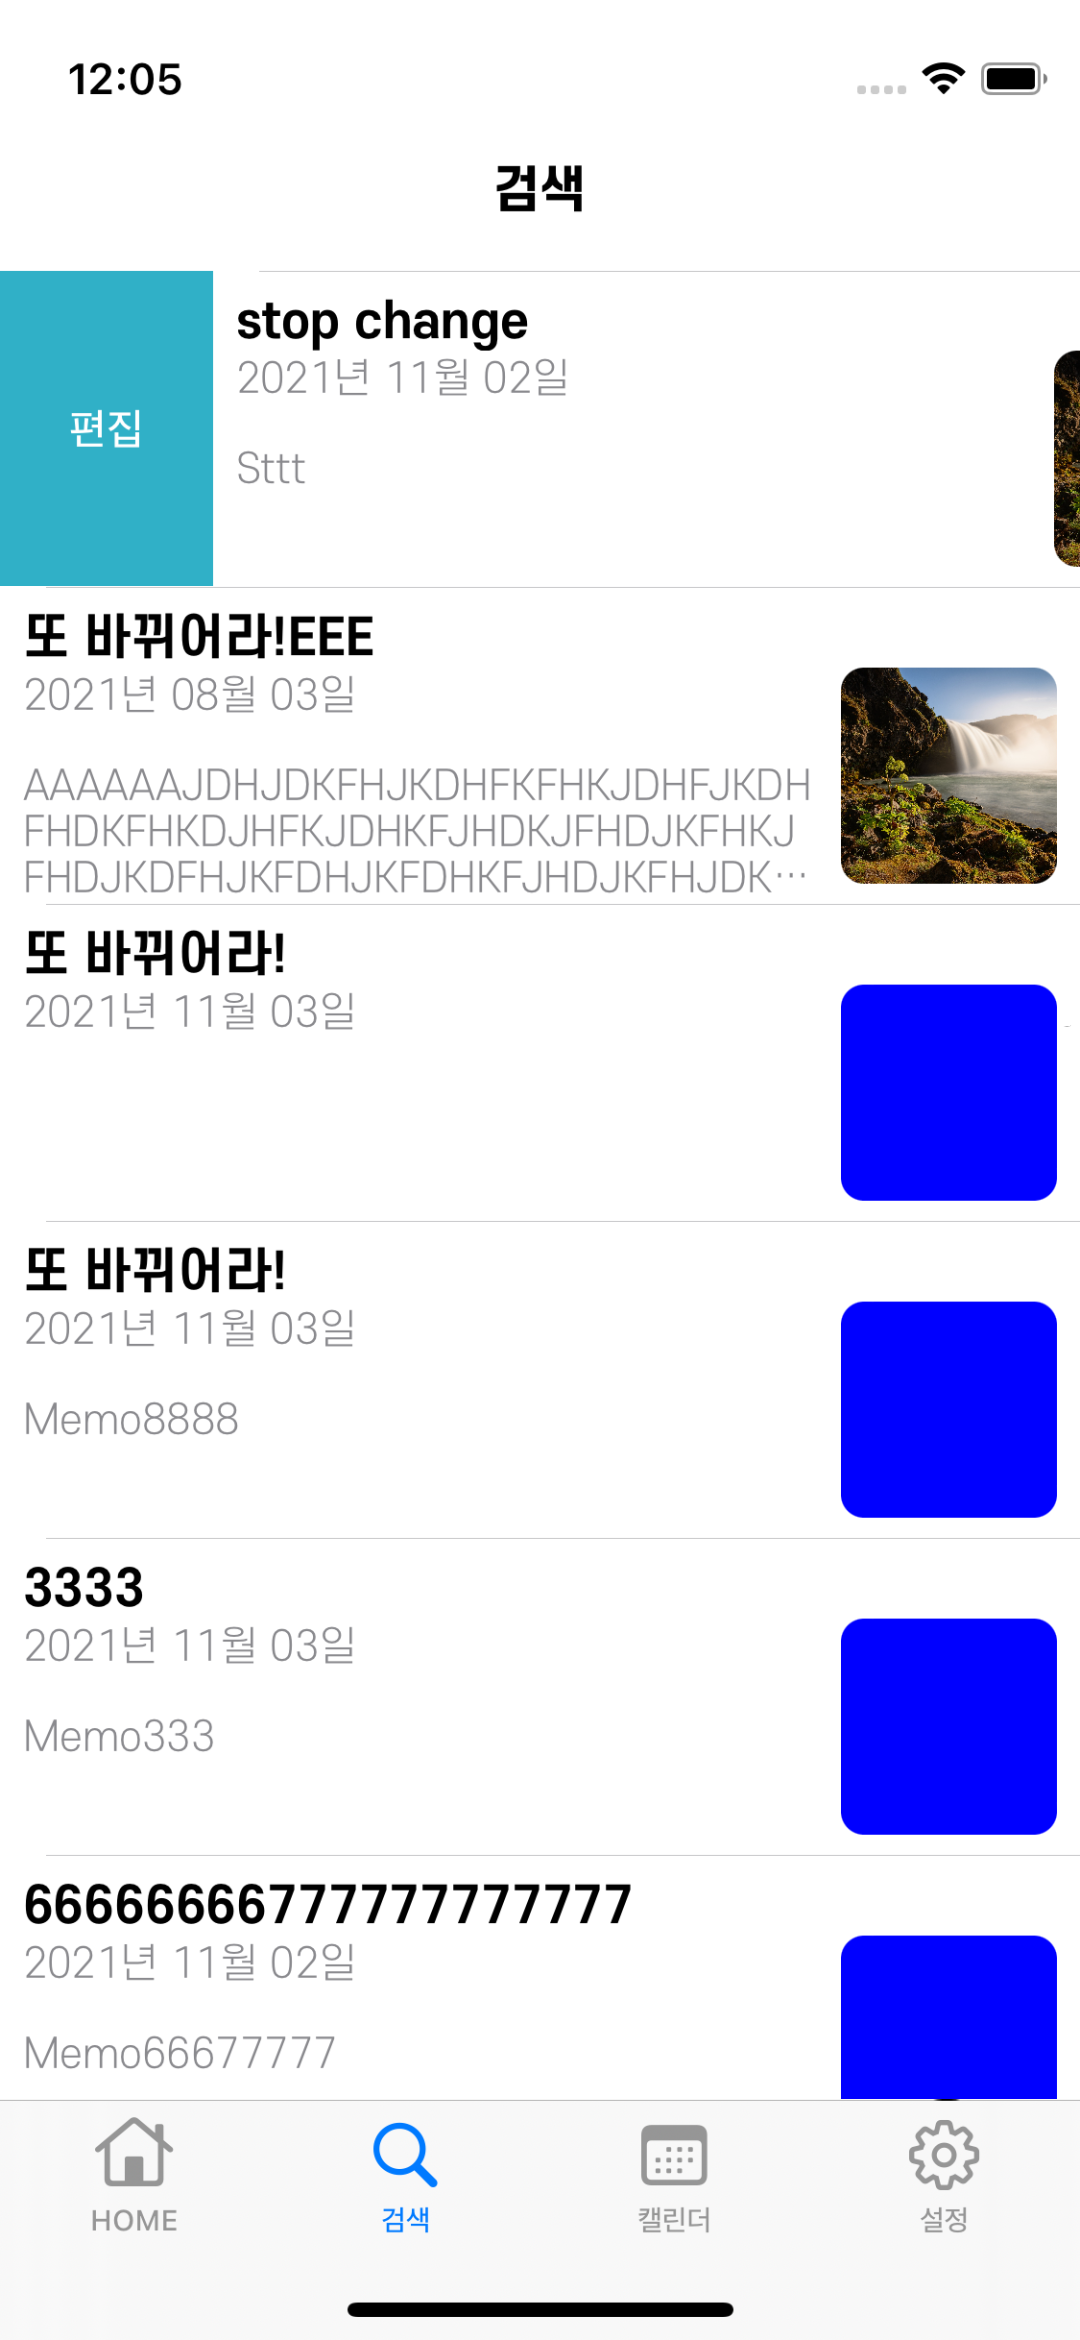 12:05
검색
편집
stop change
2021년 11월 02일
Sttt
또 바뀌어라!EEE
2021년 08월 03일
AAAAAAJDHJDKFHJKDHFKFHKJDHFJKDH
FHDKFHKDJHFKJDHKFJHDKJFHDJKFHKJ
FHDJKDFHJKFDHJKFDHKFJHDJKFHJDK…
또 바뀌어라!
2021년 11월 03일
또 바뀌어라!
2021년 11월 03일
Memo8888
3333
2021년 11월 03일
Memo333
66666666777777777777
2021년 11월 02일
Memo66677777
HOME
검색
캘린더
설정